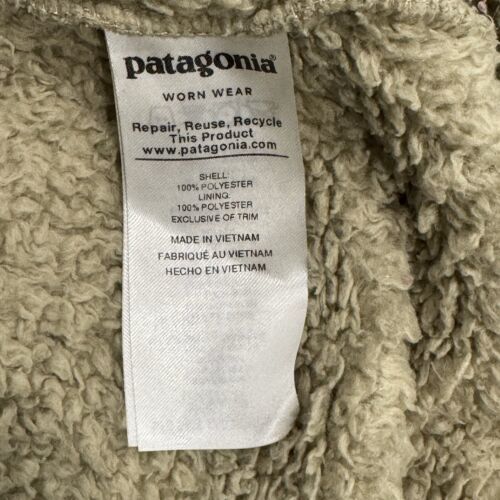 patagonia®
WORN WEAR
Repair, Reuse, Recycle
This Product
www.patagonia.com
SHELL:
100% POLYESTER
LINING:
100% POLYESTER
EXCLUSIVE OF TRIM
MADE IN VIETNAM
FABRIQUÉ AU VIETNAM
HECHO EN VIETNAM